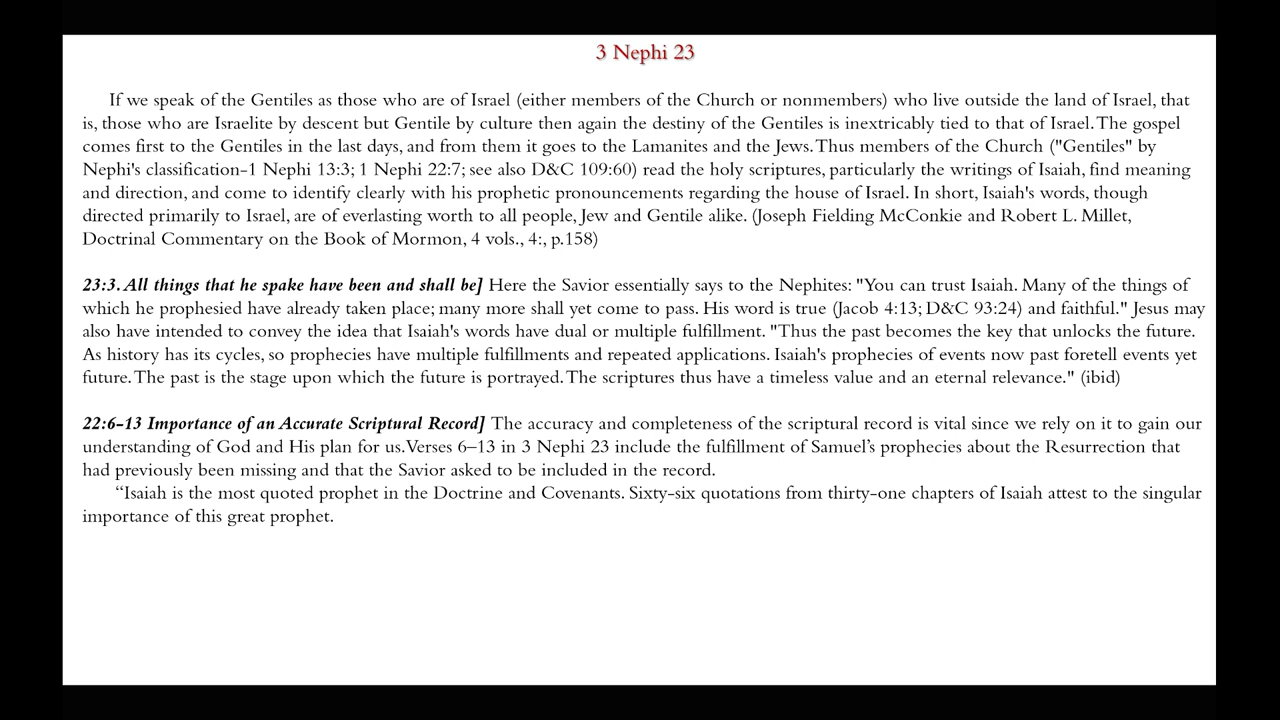 3 Nephi 23
If we speak of the Gentiles as those who are of Israel (either members of the Church or nonmembers) who live outside the land of Israel, that
is, those who are Israelite by descent but Gentile by culture then again the destiny of the Gentiles is inextricably tied to that of Israel. The gospel
comes first to the Gentiles in the last days, and from them it goes to the Lamanites and the Jews. Thus members of the Church ("Gentiles" by
Nephi's classification-1 Nephi 13:3; 1 Nephi 22:7; see also D&C 109:60) read the holy scriptures, particularly the writings of Isaiah, find meaning
and direction, and come to identify clearly with his prophetic pronouncements regarding the house of Israel. In short, Isaiah's words, though
directed primarily to Israel, are of everlasting worth to all people, Jew and Gentile alike. (Joseph Fielding McConkie and Robert L. Millet,
Doctrinal Commentary on the Book of Mormon, 4 vols., 4:, p.158)
23:3. All things that he spake have been and shall be] Here the Savior essentially says to the Nephites: "You can trust Isaiah. Many of the things of
which he prophesied have already taken place; many more shall yet come to pass. His word is true (Jacob 4:13; D&C 93:24) and faithful." Jesus may
also have intended to convey the idea that Isaiah's words have dual or multiple fulfillment. "Thus the past becomes the key that unlocks the future.
As history has its cycles, so prophecies have multiple fulfillments and repeated applications. Isaiah's prophecies of events now past foretell events yet
future. The past is the stage upon which the future is portrayed. The scriptures thus have a timeless value and an eternal relevance." (ibid)
22:6-13 Importance of an Accurate Scriptural Record] The accuracy and completeness of the scriptural record is vital since we rely on it to gain our
understanding of God and His plan for us. Verses 6–13 in 3 Nephi 23 include the fulfillment of Samuel’s prophecies about the Resurrection that
had previously been missing and that the Savior asked to be included in the record.
“Isaiah is the most quoted prophet in the Doctrine and Covenants. Sixty-six quotations from thirty-one chapters of Isaiah attest to the singular
importance of this great prophet.